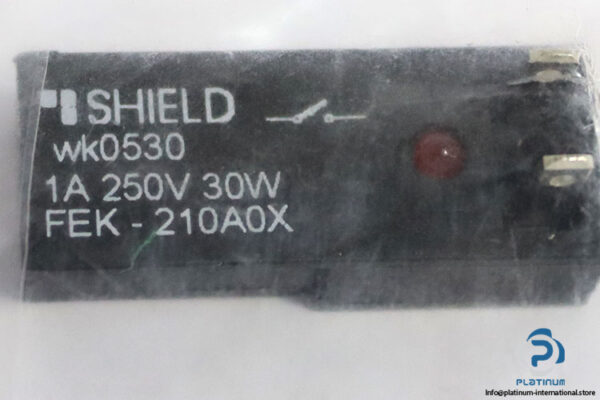 SHIELD
wk0530
1A 250V 30W
FEK - 210A0X
PLATINUM
Info@platinum-international.store